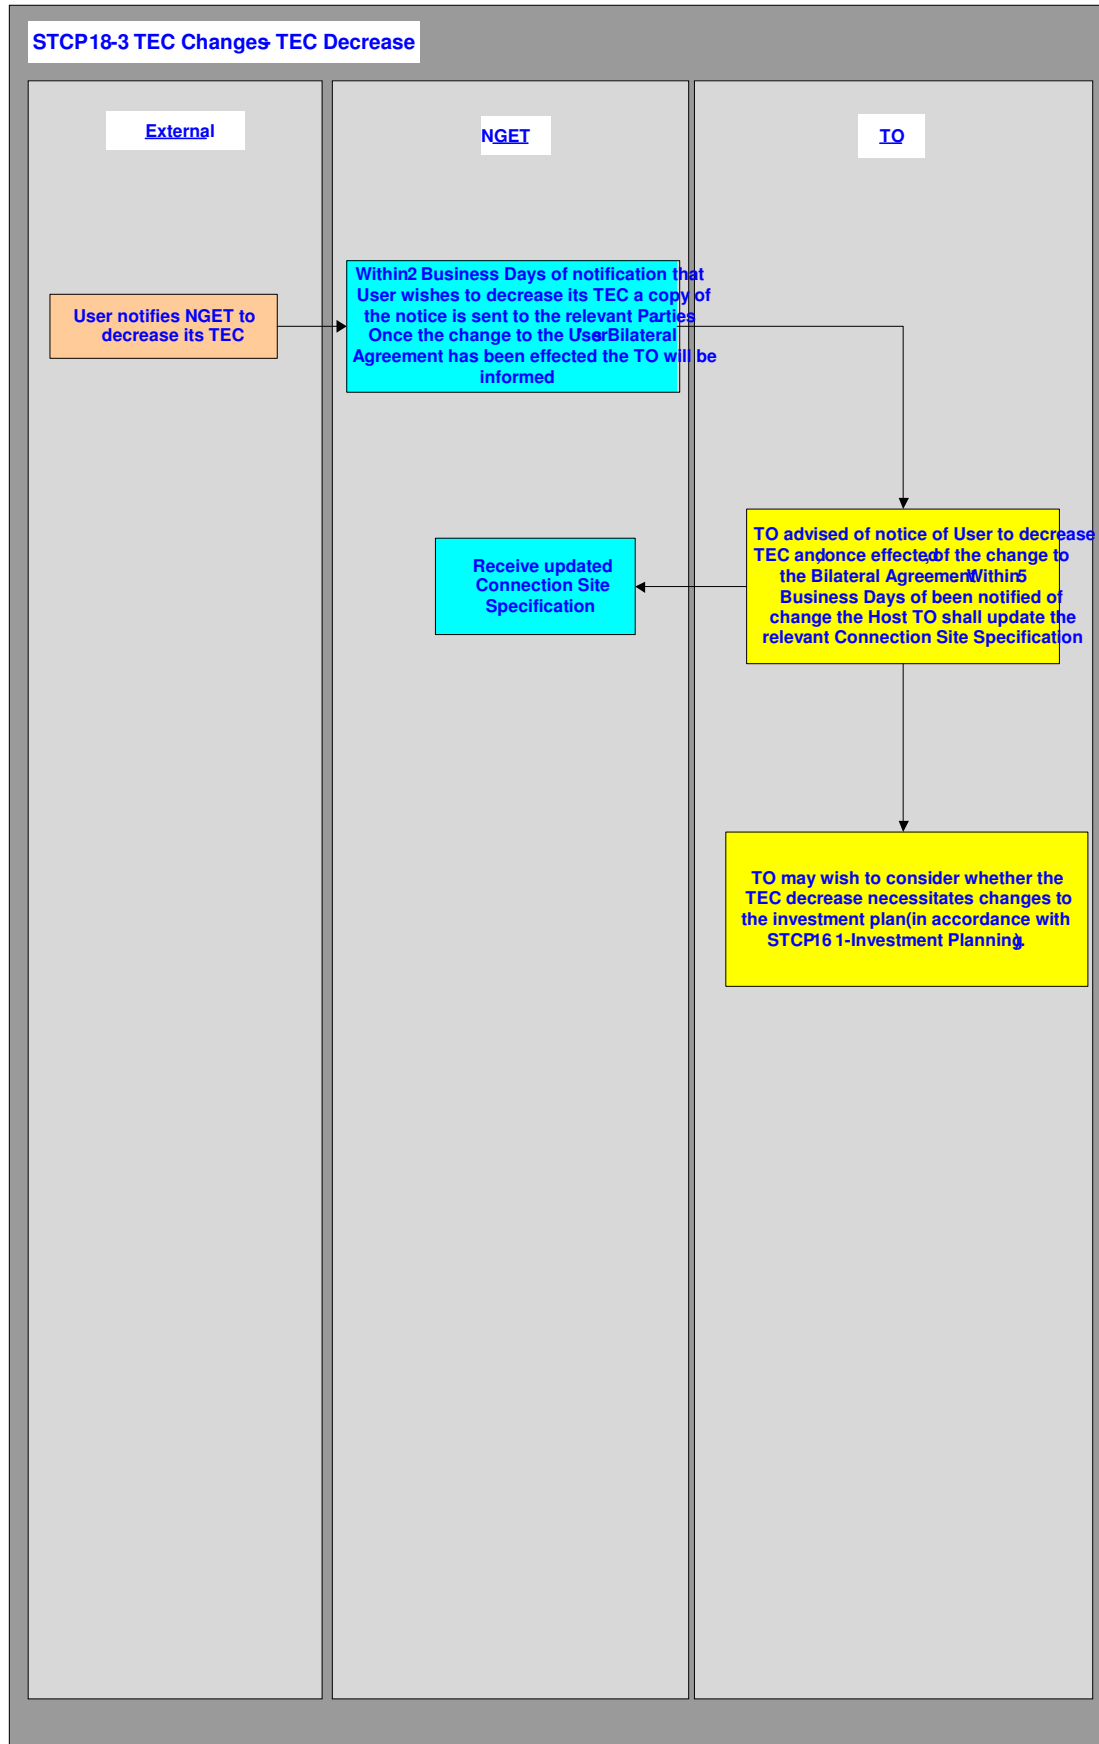 STCP18-3 TEC Changes- TEC Decrease
External
NGET
TO
User notifies NGET to
decrease its TEC
Within2 Business Days of notification that
User wishes to decrease its TEC a copy of
the notice is sent to the relevant Parties.
Once the change to the User's Bilateral
Agreement has been effected the TO will be
informed
TO advised of notice of User to decrease
TEC and, once effected, of the change to
the Bilateral Agreement. Within5
Business Days of been notified of
change the Host TO shall update the
relevant Connection Site Specification
Receive updated
Connection Site
Specification
TO may wish to consider whether the
TEC decrease necessitates changes to
the investment plan(in accordance with
STCP16 1-Investment Planning).